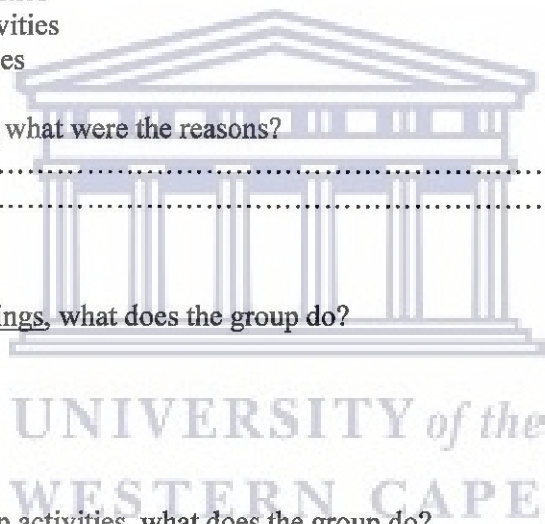 vities
es
what were the reasons?
........................................................................
........................................................................
ings, what does the group do?
UNIVERSITY of the
WESTERN CAPE
activities, what does the group do?